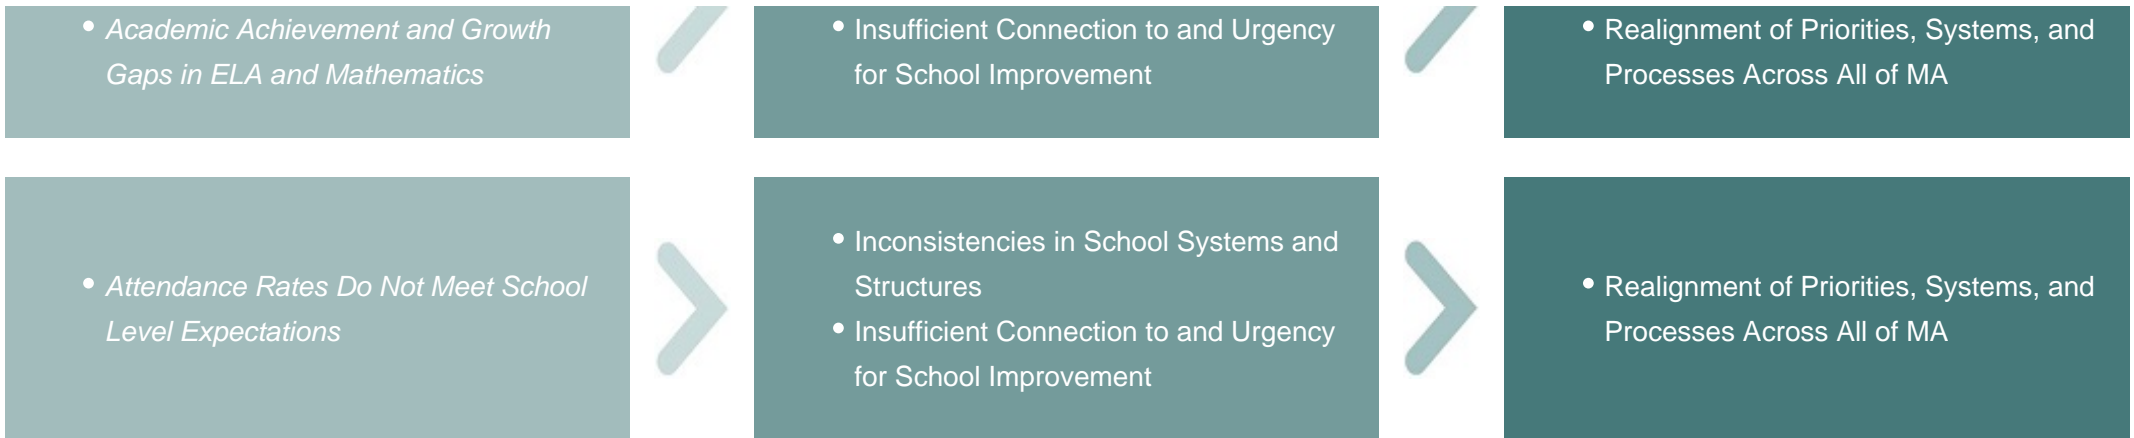 • Academic Achievement and Growth
Gaps in ELA and Mathematics
• Insufficient Connection to and Urgency
for School Improvement
• Realignment of Priorities, Systems, and
Processes Across All of MA
• Attendance Rates Do Not Meet School
Level Expectations
• Inconsistencies in School Systems and
Structures
• Insufficient Connection to and Urgency
for School Improvement
• Realignment of Priorities, Systems, and
Processes Across All of MA